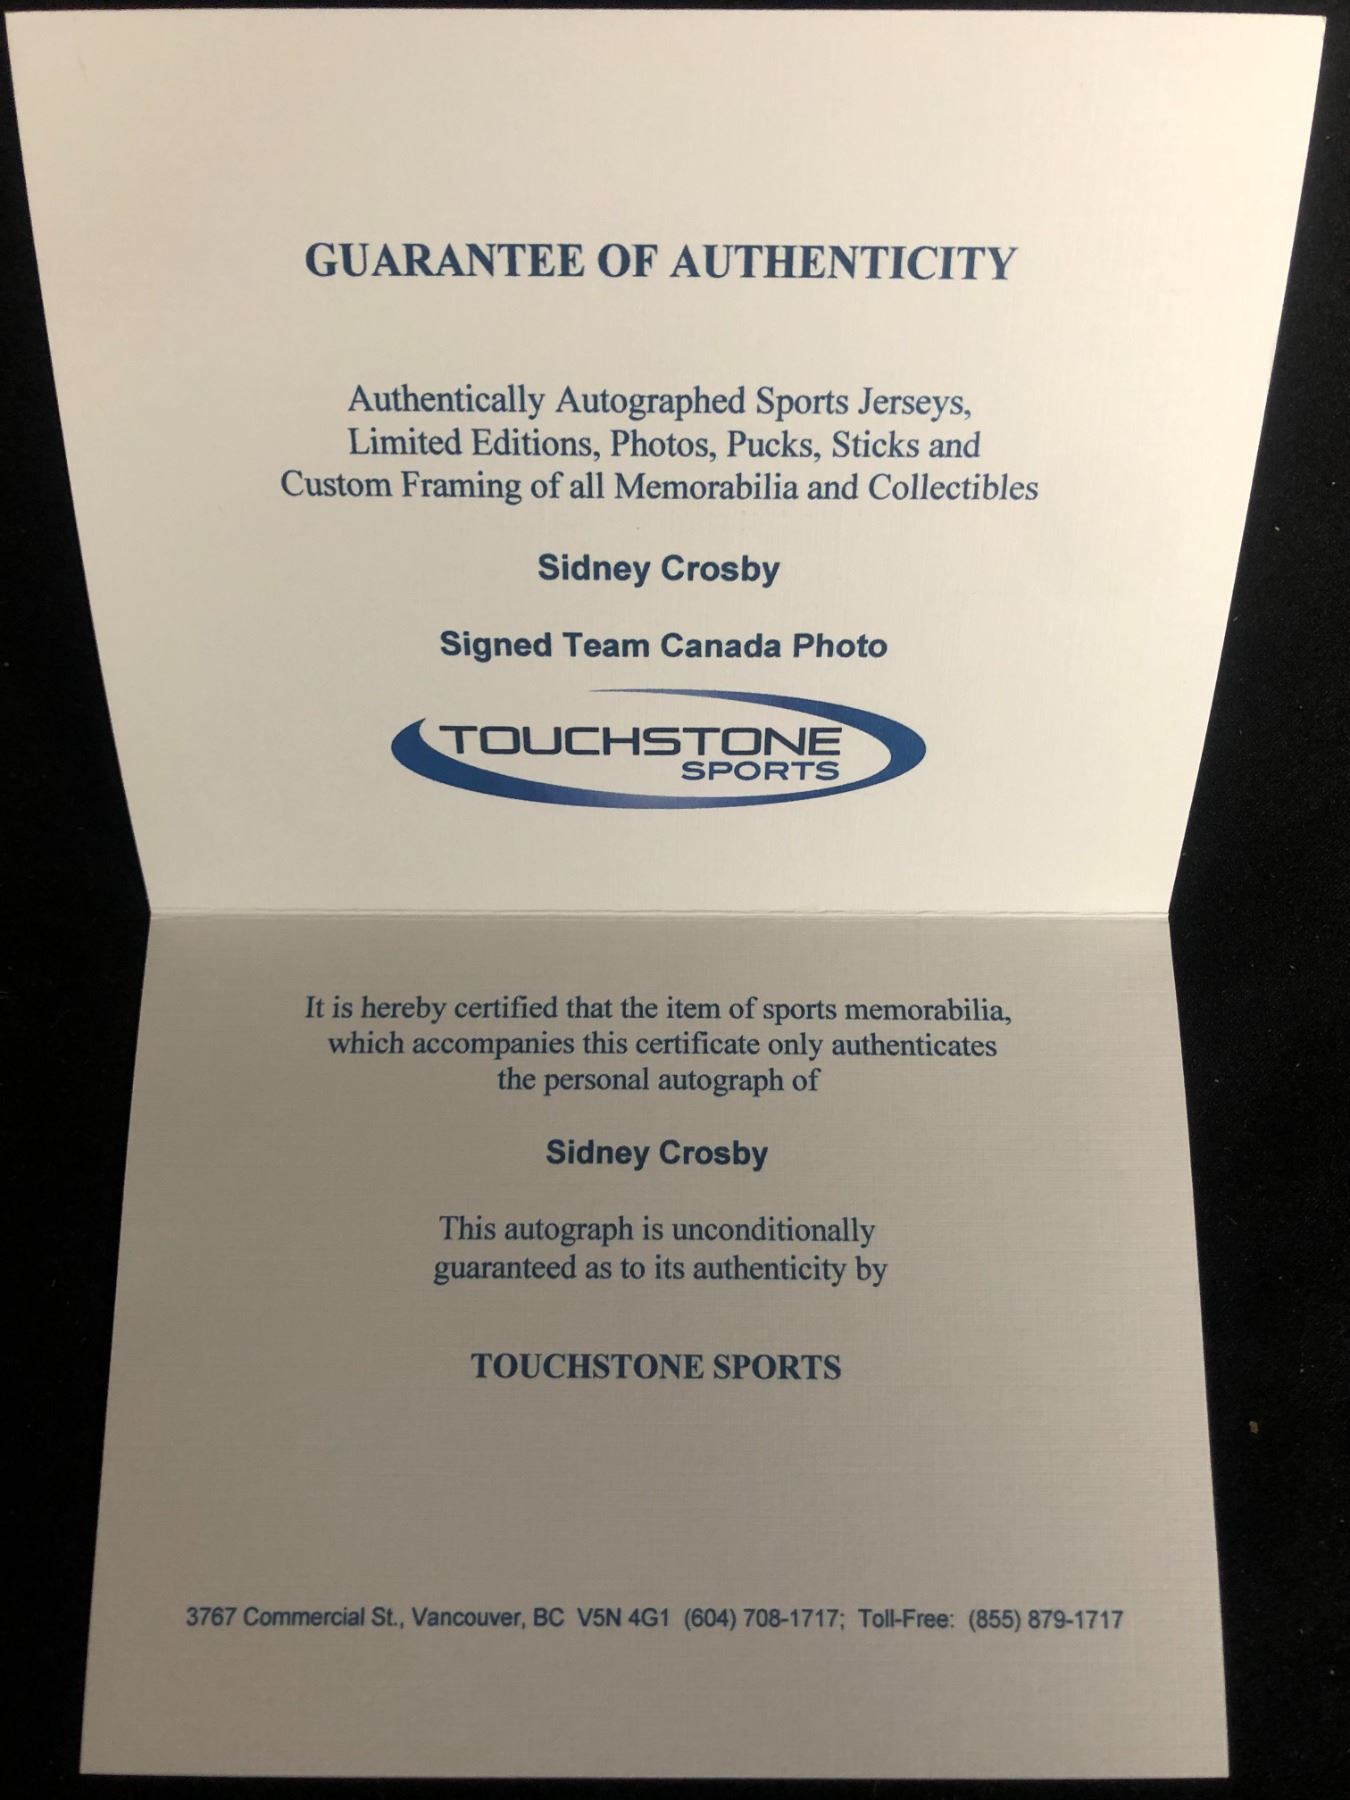 GUARANTEE OF AUTHENTICITY
Authentically Autographed Sports Jerseys,
Limited Editions, Photos, Pucks, Sticks and
Custom Framing of all Memorabilia and Collectibles
Sidney Crosby
Signed Team Canada Photo
TOUCHSTONE
SPORTS
It is hereby certified that the item of sports memorabilia,
which accompanies this certificate only authenticates
the personal autograph of
Sidney Crosby
This autograph is unconditionally
guaranteed as to its authenticity by
TOUCHSTONE SPORTS
3767 Commercial St., Vancouver, BC V5N 4G1 (604) 708-1717; Toll-Free: (855) 879-1717